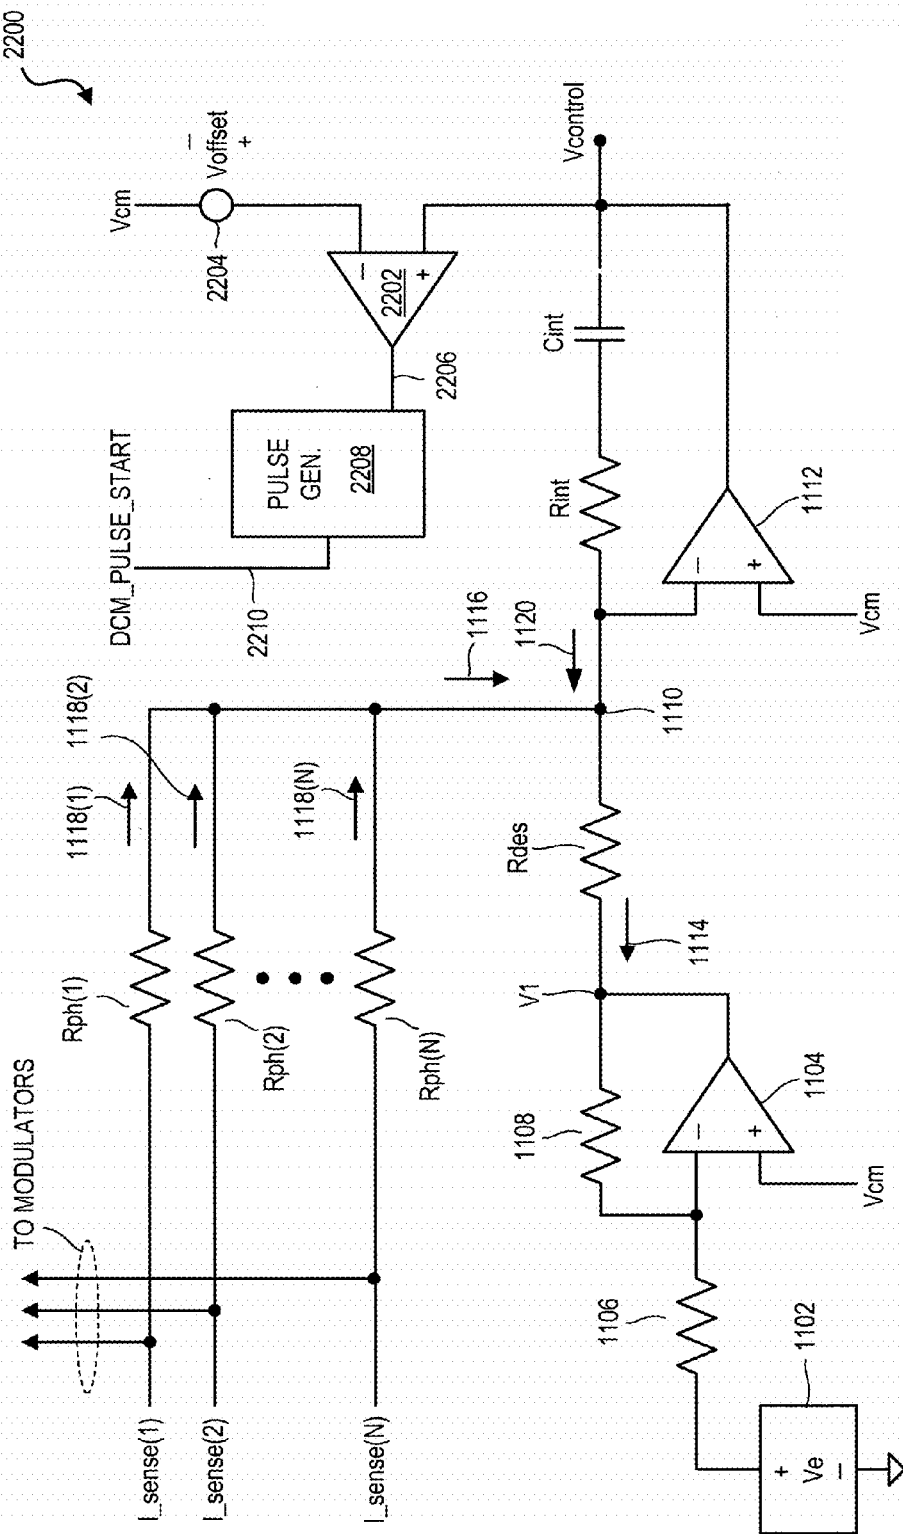 2200
Vcm
2204
−
Voffset
+
−
2202
+
2206
DCM_PULSE_START
PULSE
GEN.
2208
2210
Vcontrol
Cint
Rint
−
+
1112
Vcm
1116
1120
1110
1118(1)
1118(2)
1118(N)
Rdes
1114
V1
Rph(1)
Rph(2)
Rph(N)
TO MODULATORS
1108
−
+
1104
Vcm
1106
1102
+
Ve
−
I_sense(1)
I_sense(2)
I_sense(N)